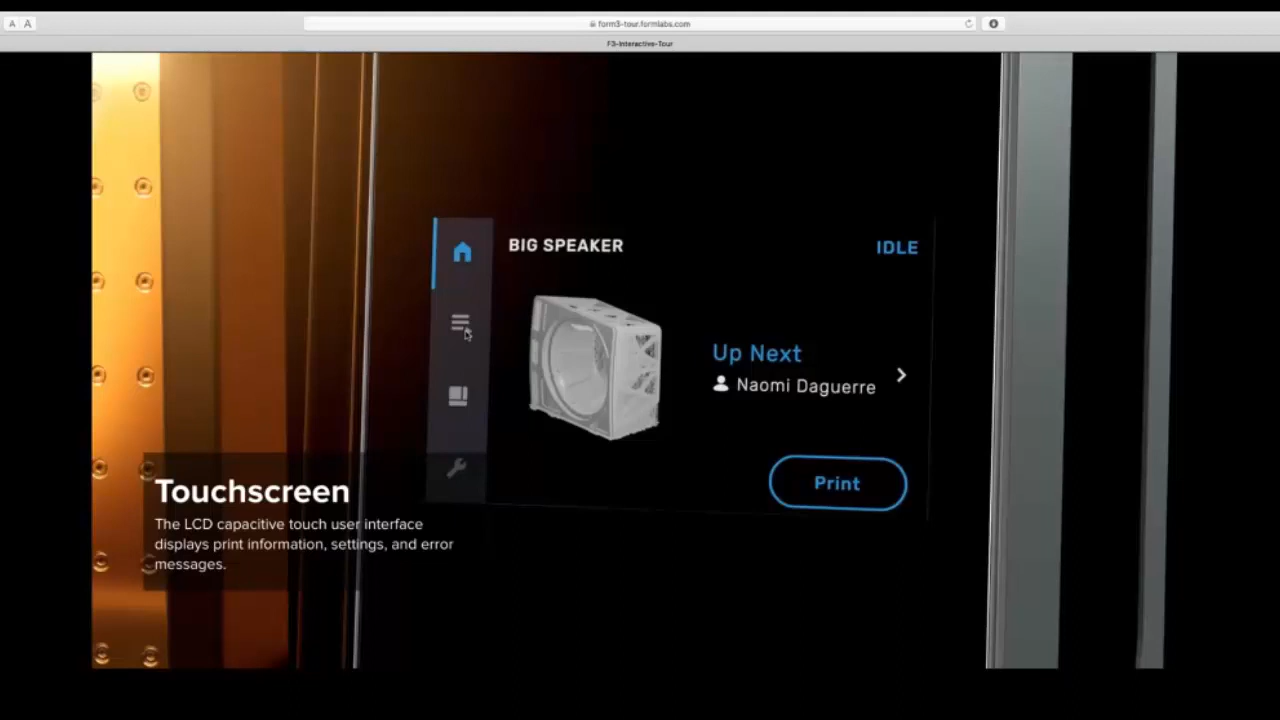 A A
form3-tour.formlabs.com
F3-Interactive-Tour
BIG SPEAKER
IDLE
Up Next
Naomi Daguerre
Print
Touchscreen
The LCD capacitive touch user interface
displays print information, settings, and error
messages.